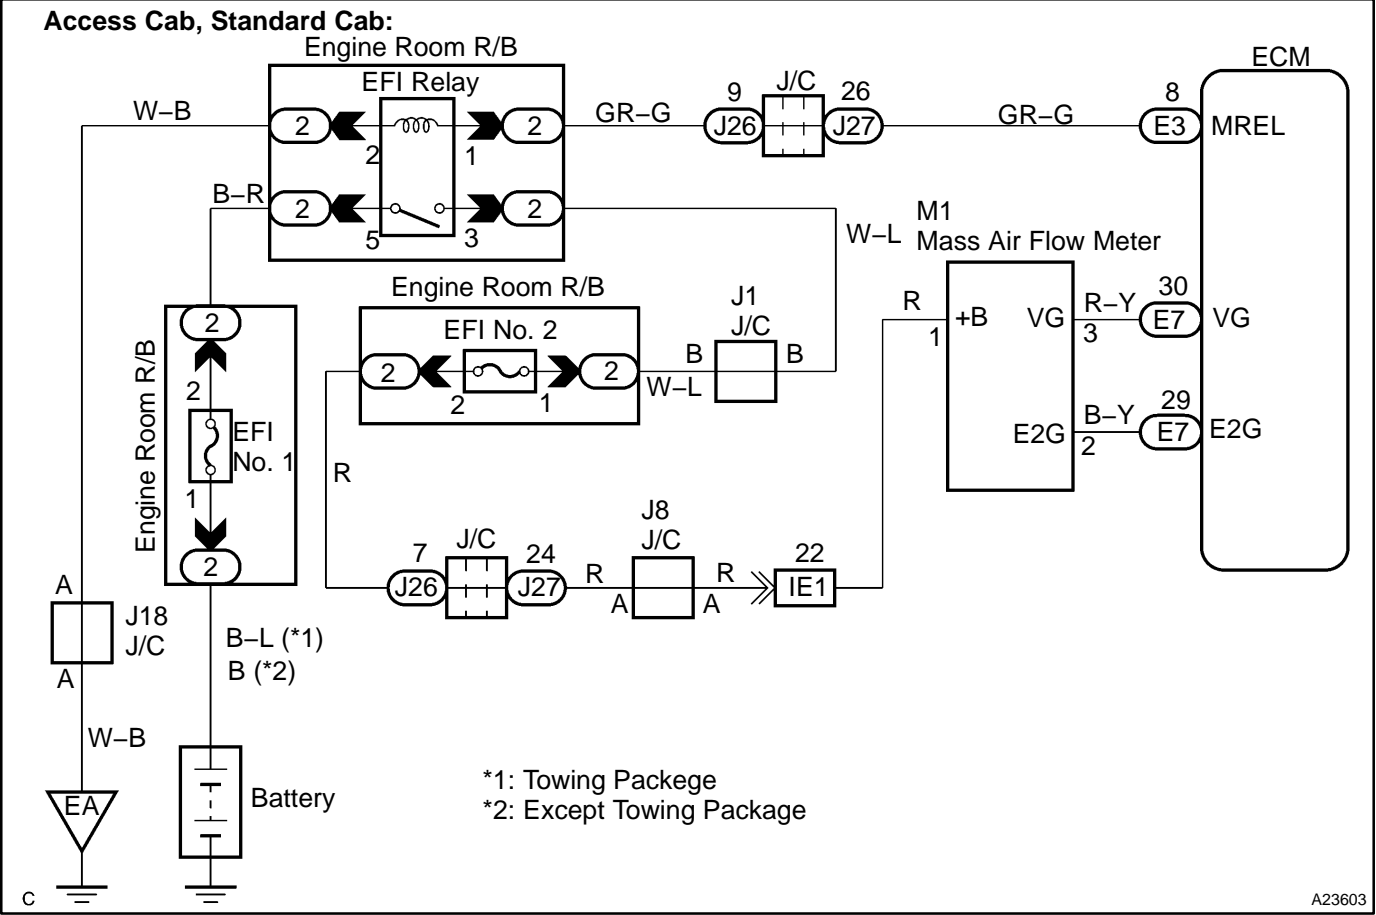 Access Cab, Standard Cab:
Engine Room R/B
ECM
EFI Relay
J/C
9
26
8
W–B
2
2
GR–G
J26
J27
GR–G
E3
MREL
2
1
B–R
2
2
5
3
W–L
M1
Mass Air Flow Meter
Engine Room R/B
J1
J/C
R
1
+B
VG
R–Y
3
30
E7
VG
2
EFI No. 2
B
B
2
2
W–L
2
1
Engine Room R/B
2
EFI
No. 1
1
2
E2G
B–Y
2
29
E7
E2G
R
J8
J/C
7
J/C
24
22
J26
J27
R
R
IE1
A
A
A
J18
J/C
A
B–L (*1)
B (*2)
W–B
EA
Battery
*1: Towing Packege
*2: Except Towing Package
C
A23603